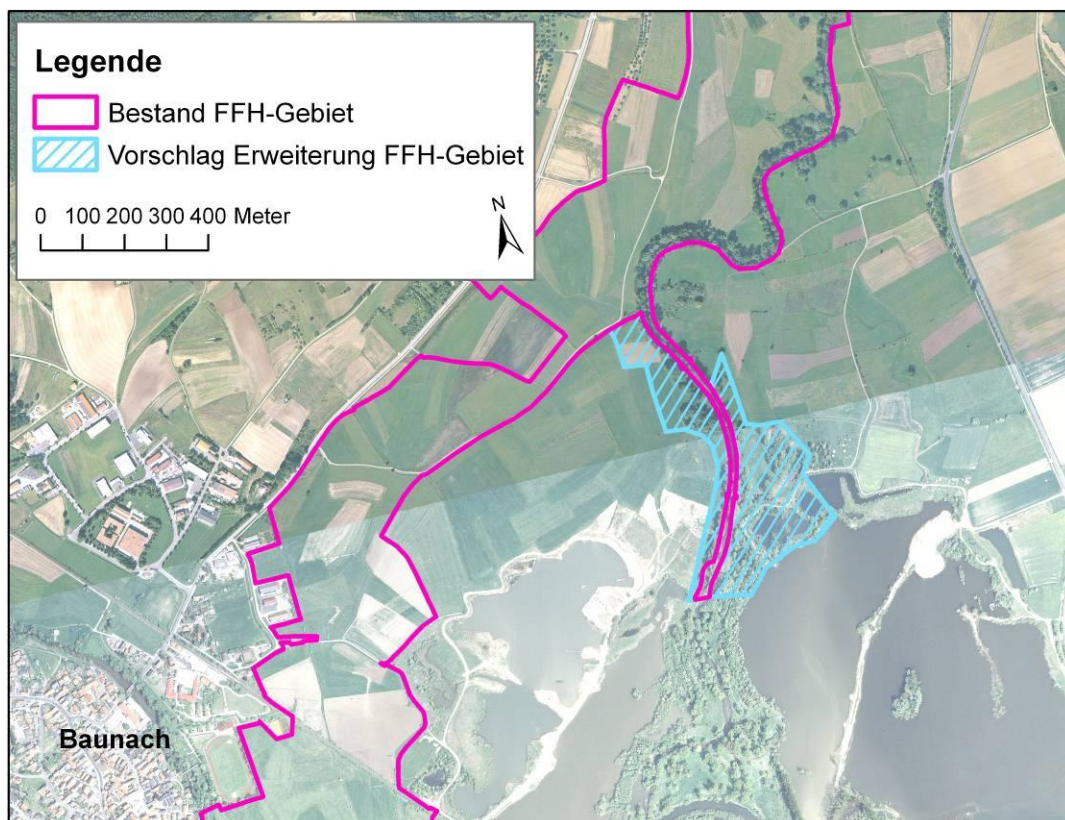 Legende
Bestand FFH-Gebiet
Vorschlag Erweiterung FFH-Gebiet
0 100 200 300 400 Meter
N
Baunach